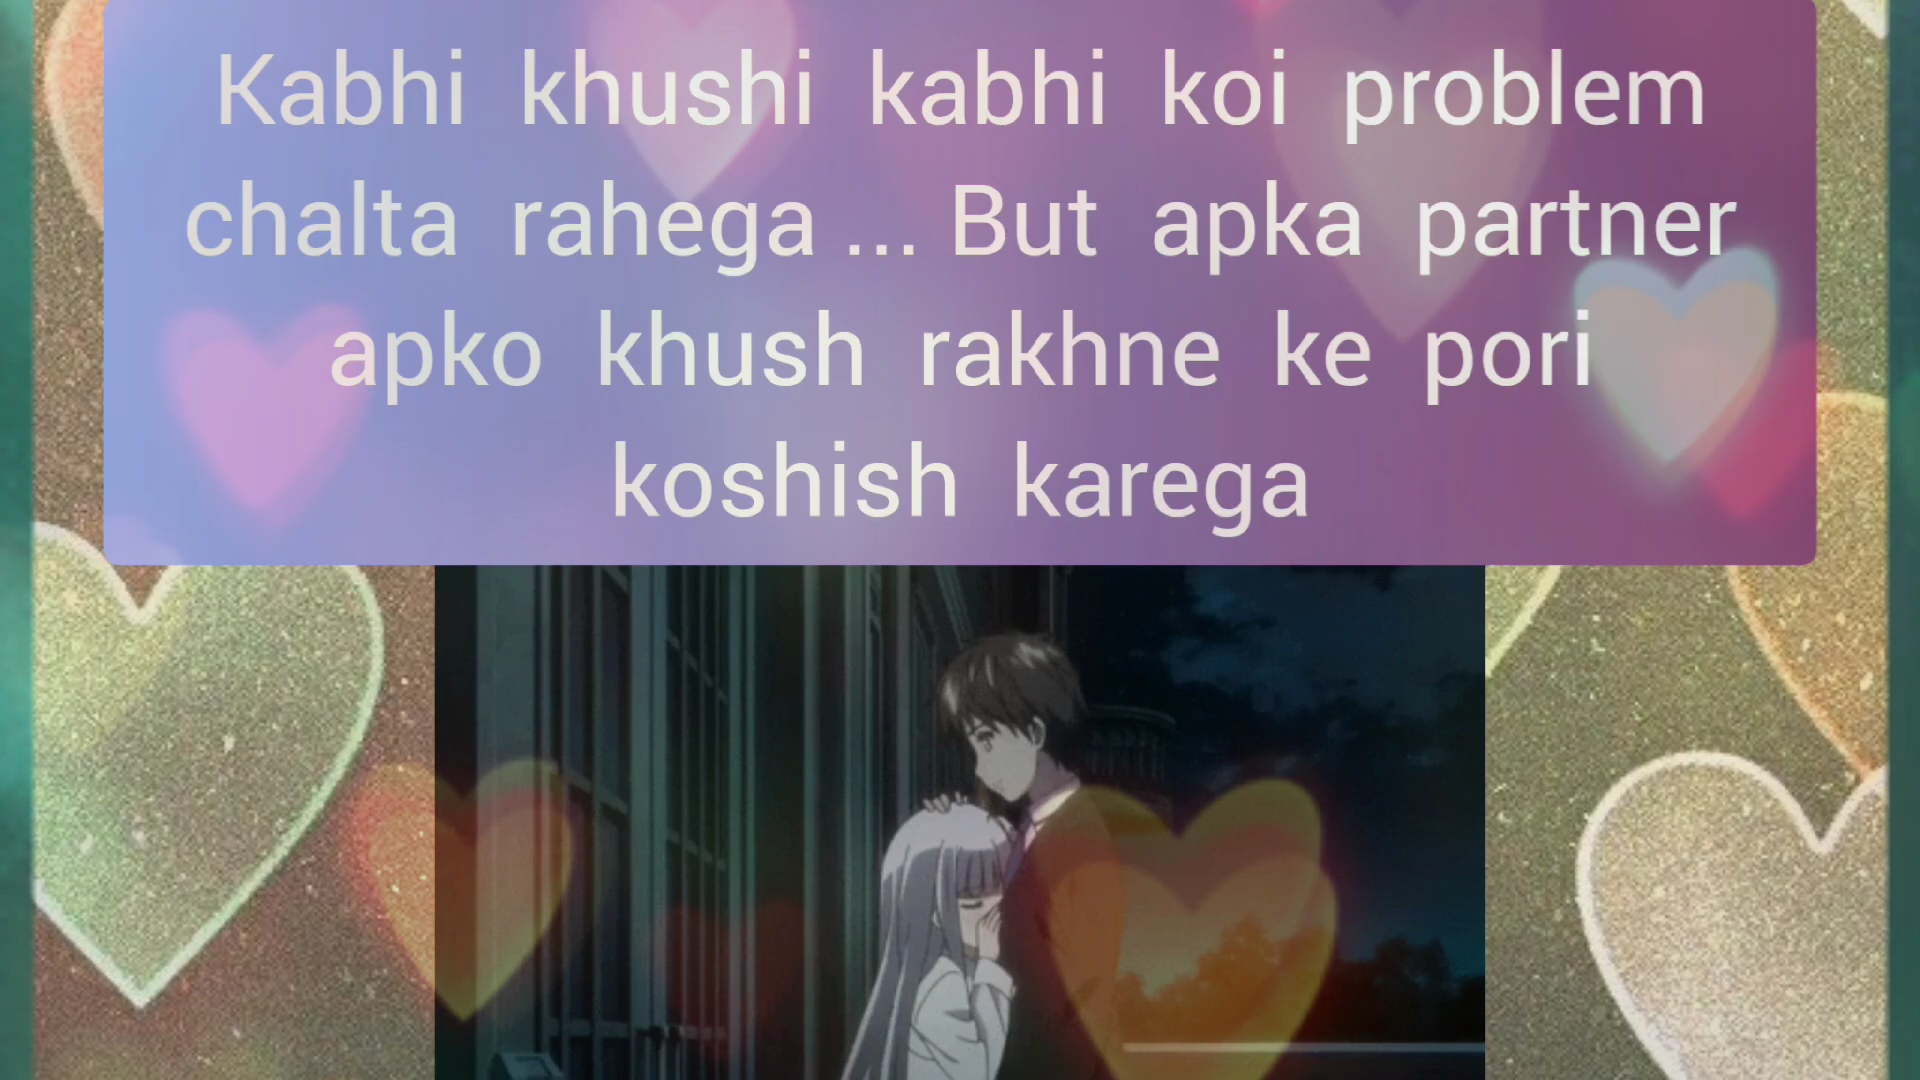 Kabhi khushi kabhi koi problem
chalta rahega ... But apka partner
apko khush rakhne ke pori
koshish karega